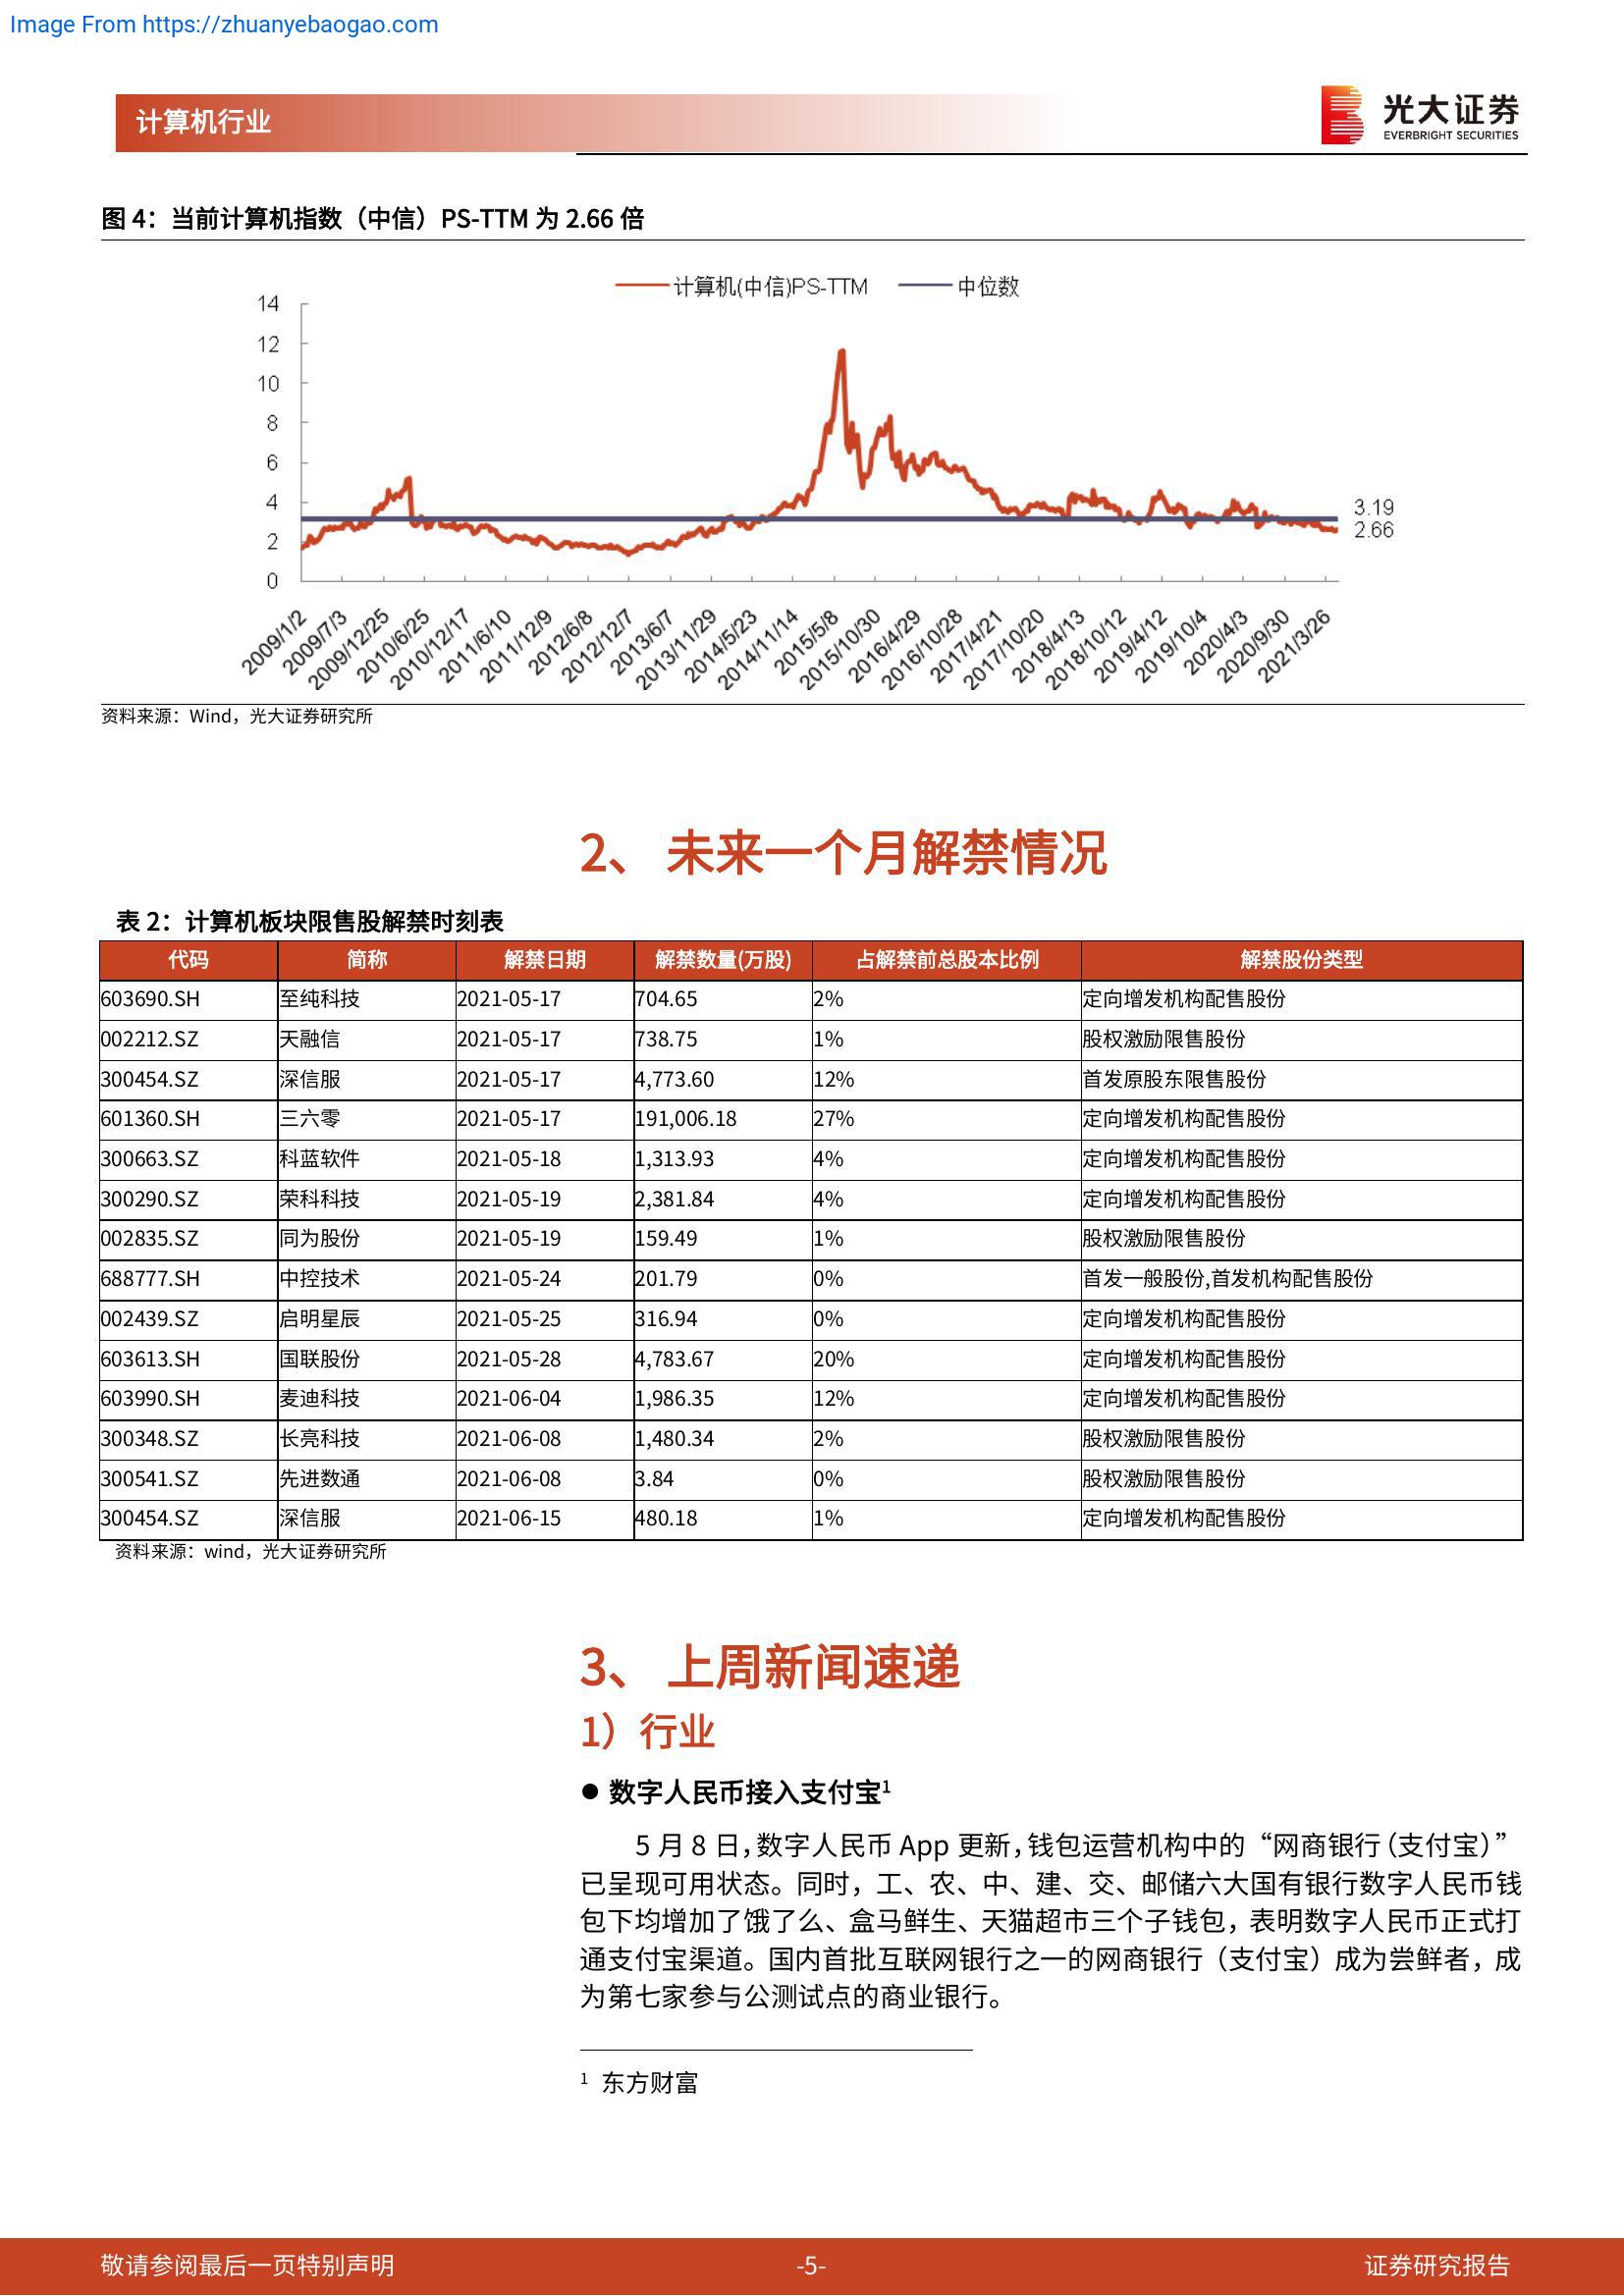 Image From https://zhuanyebaogao.com
计算机行业
光大证券
EVERBRIGHT SECURITIES
图 4：当前计算机指数（中信）PS-TTM 为 2.66 倍
计算机(中信)PS-TTM 中位数
14
12
10
8
6
4
2
0
3.19
2.66
2009/1/2 2009/7/3 2009/12/25 2010/6/25 2010/12/17 2011/6/10 2011/12/9 2012/6/8 2012/12/7 2013/6/7 2013/11/29 2014/5/23 2014/11/14 2015/5/8 2015/10/30 2016/4/29 2016/10/28 2017/4/21 2017/10/20 2018/4/13 2018/10/12 2019/4/12 2019/10/4 2020/4/3 2020/9/30 2021/3/26
资料来源：Wind，光大证券研究所
2、 未来一个月解禁情况
表 2：计算机板块限售股解禁时刻表
代码 简称 解禁日期 解禁数量(万股) 占解禁前总股本比例 解禁股份类型
603690.SH 至纯科技 2021-05-17 704.65 2% 定向增发机构配售股份
002212.SZ 天融信 2021-05-17 738.75 1% 股权激励限售股份
300454.SZ 深信服 2021-05-17 4,773.60 12% 首发原股东限售股份
601360.SH 三六零 2021-05-17 191,006.18 27% 定向增发机构配售股份
300663.SZ 科蓝软件 2021-05-18 1,313.93 4% 定向增发机构配售股份
300290.SZ 荣科科技 2021-05-19 2,381.84 4% 定向增发机构配售股份
002835.SZ 同为股份 2021-05-19 159.49 1% 股权激励限售股份
688777.SH 中控技术 2021-05-24 201.79 0% 首发一般股份,首发机构配售股份
002439.SZ 启明星辰 2021-05-25 316.94 0% 定向增发机构配售股份
603613.SH 国联股份 2021-05-28 4,783.67 20% 定向增发机构配售股份
603990.SH 麦迪科技 2021-06-04 1,986.35 12% 定向增发机构配售股份
300348.SZ 长亮科技 2021-06-08 1,480.34 2% 股权激励限售股份
300541.SZ 先进数通 2021-06-08 3.84 0% 股权激励限售股份
300454.SZ 深信服 2021-06-15 480.18 1% 定向增发机构配售股份
资料来源：wind，光大证券研究所
3、 上周新闻速递
1）行业
● 数字人民币接入支付宝¹
5 月 8 日，数字人民币 App 更新，钱包运营机构中的“网商银行（支付宝）”
已呈现可用状态。同时，工、农、中、建、交、邮储六大国有银行数字人民币钱
包下均增加了饿了么、盒马鲜生、天猫超市三个子钱包，表明数字人民币正式打
通支付宝渠道。国内首批互联网银行之一的网商银行（支付宝）成为尝鲜者，成
为第七家参与公测试点的商业银行。
¹ 东方财富
敬请参阅最后一页特别声明 -5- 证券研究报告